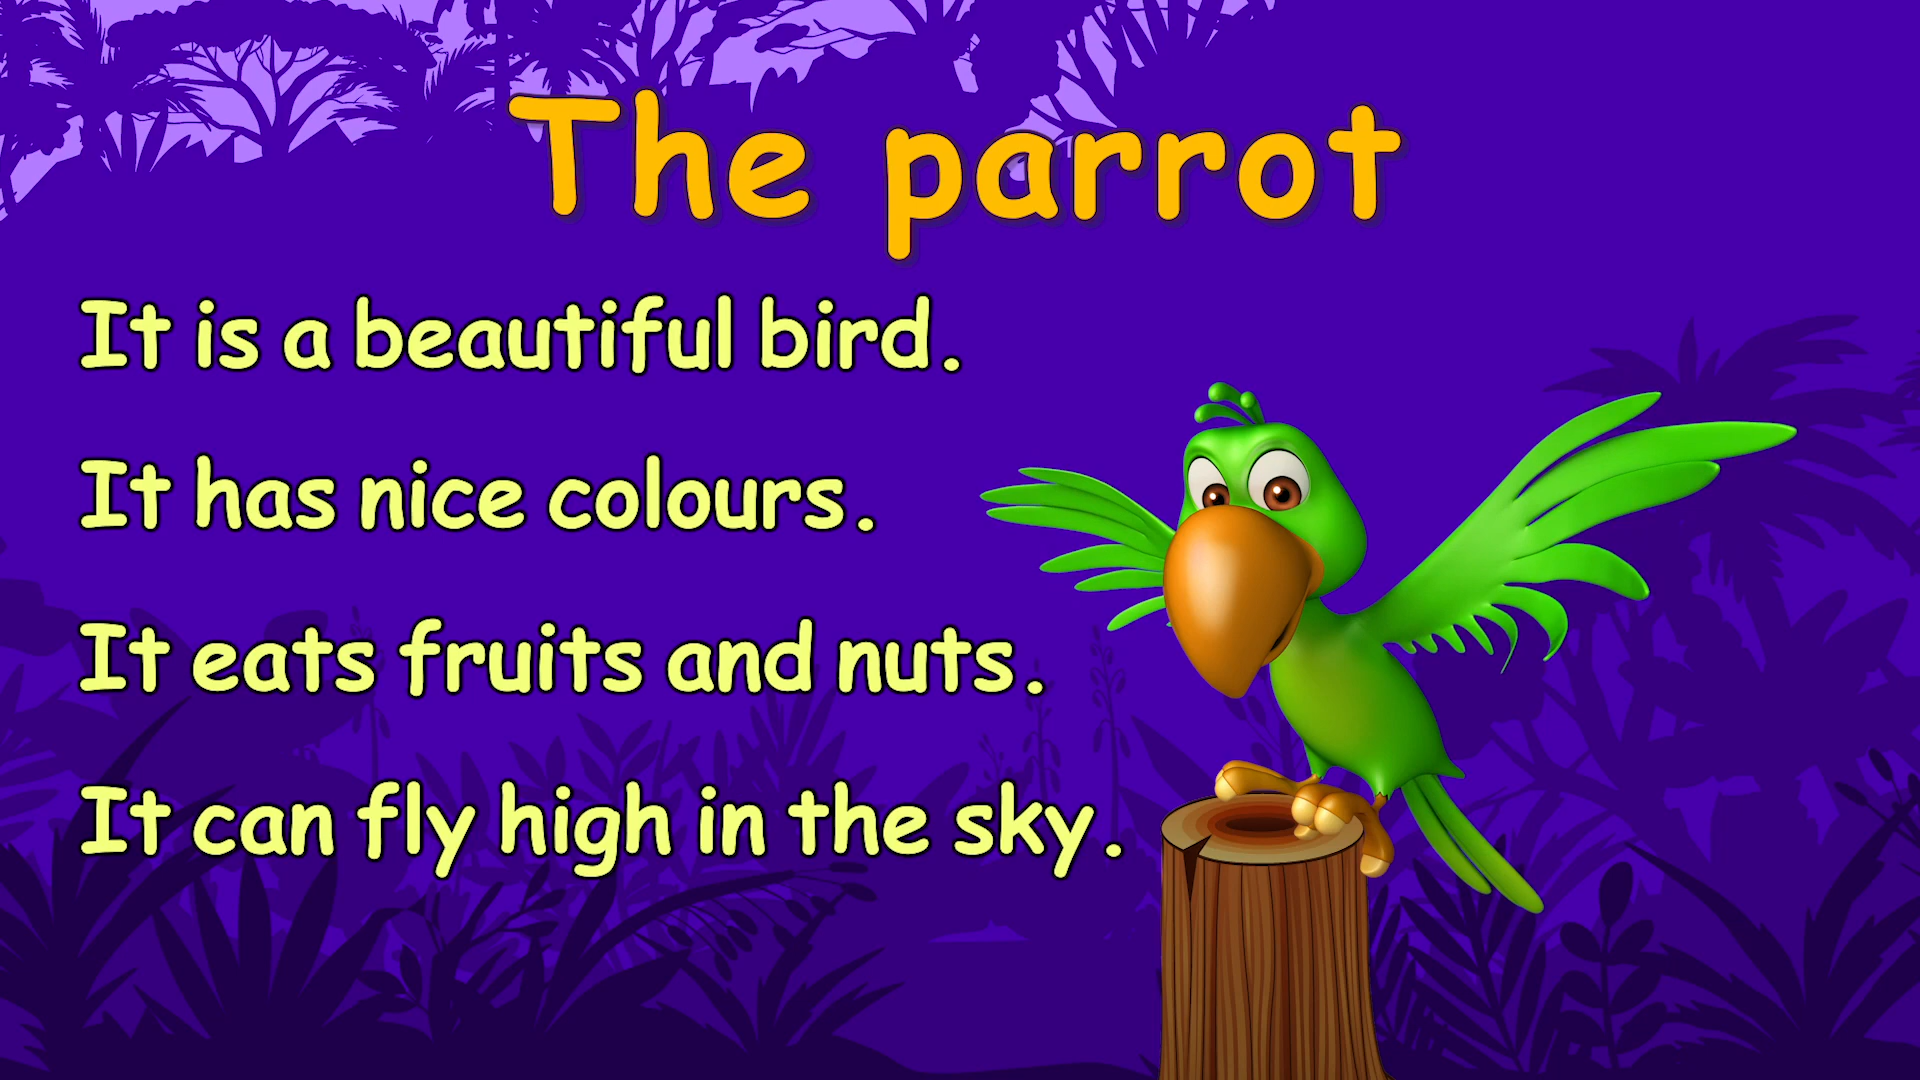 The parrot
It is a beautiful bird.
It has nice colours.
It eats fruits and nuts.
It can fly high in the sky.